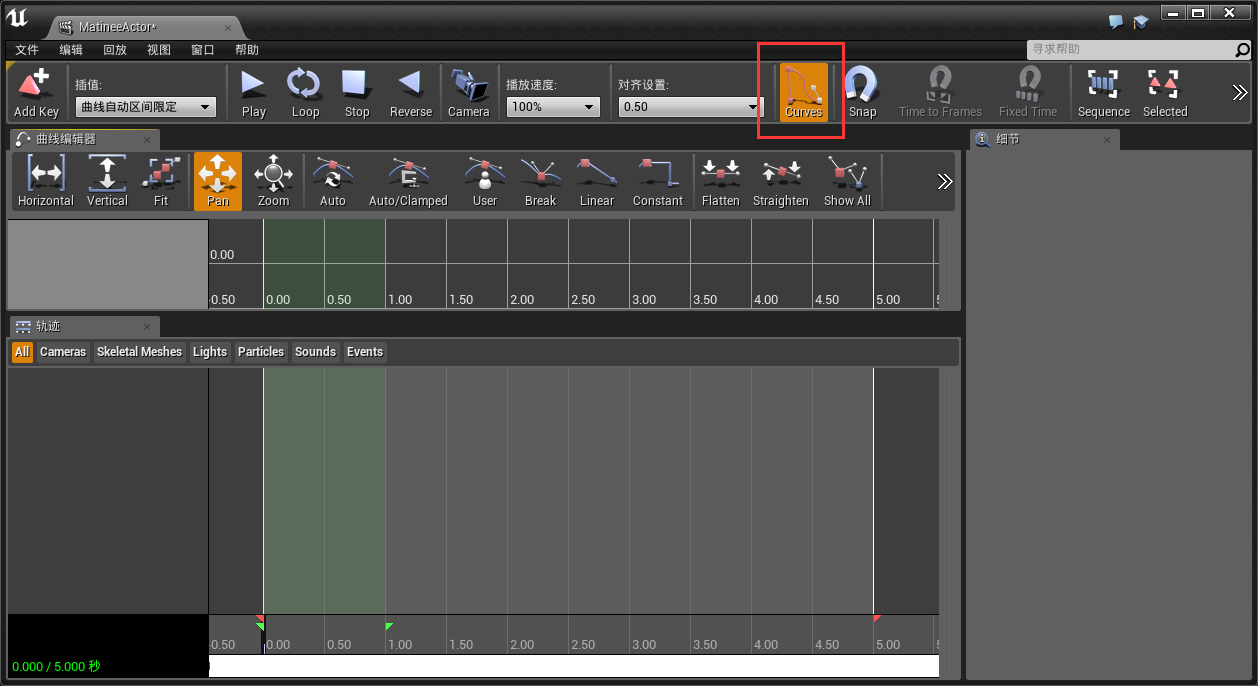 MatineeActor*
文件 编辑 回放 视图 窗口 帮助 寻求帮助
插值: 播放速度: 对齐设置:
曲线自动区间限定 100% 0.50
Add Key Play Loop Stop Reverse Camera Curves Snap Time to Frames Fixed Time Sequence Selected
曲线编辑器 细节
Horizontal Vertical Fit Pan Zoom Auto Auto/Clamped User Break Linear Constant Flatten Straighten Show All
0.00
-0.50 0.00 0.50 1.00 1.50 2.00 2.50 3.00 3.50 4.00 4.50 5.00
轨迹
All Cameras Skeletal Meshes Lights Particles Sounds Events
-0.50 0.00 0.50 1.00 1.50 2.00 2.50 3.00 3.50 4.00 4.50 5.00
0.000 / 5.000 秒